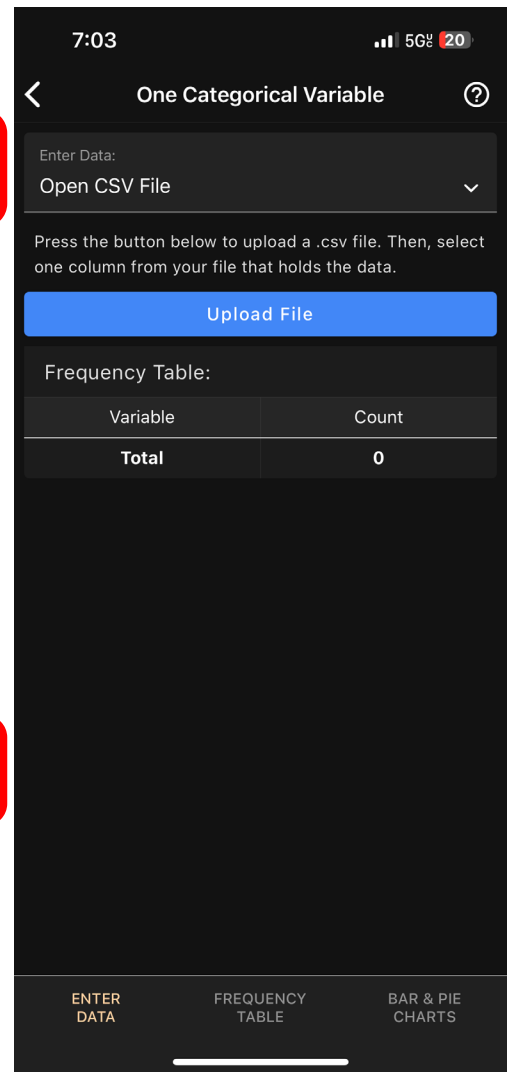 7:03
5G 20
One Categorical Variable ?
Enter Data:
Open CSV File
Press the button below to upload a .csv file. Then, select
one column from your file that holds the data.
Upload File
Frequency Table:
Variable Count
Total 0
ENTER FREQUENCY BAR & PIE
DATA TABLE CHARTS